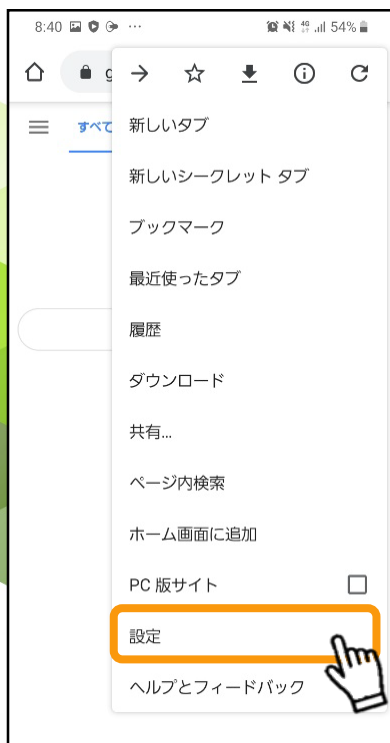 8:40
54%
g
すべて
新しいタブ
新しいシークレット タブ
ブックマーク
最近使ったタブ
履歴
ダウンロード
共有...
ページ内検索
ホーム画面に追加
PC 版サイト
設定
ヘルプとフィードバック